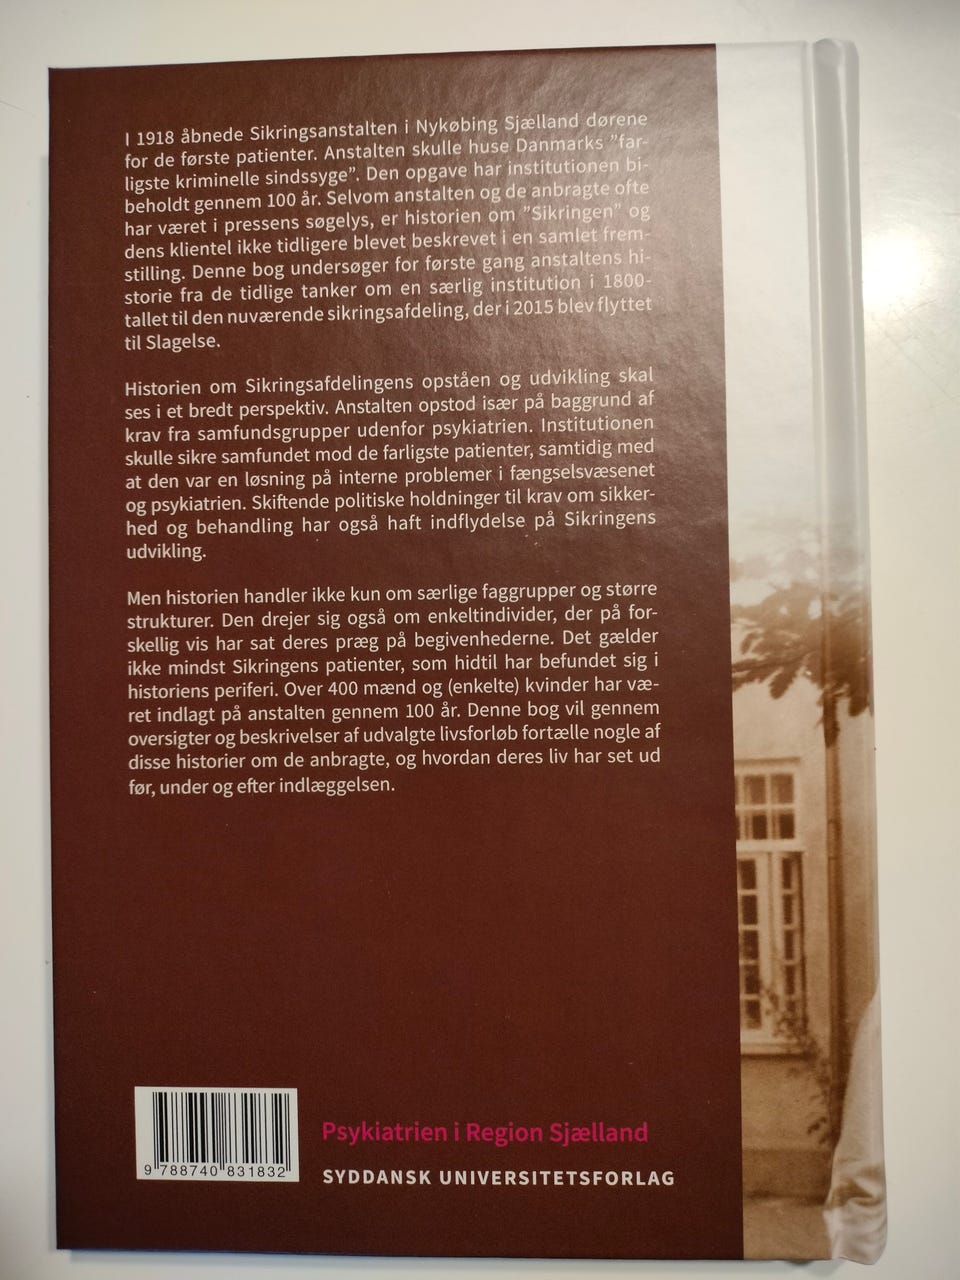 I 1918 åbnede Sikringsanstalten i Nykøbing Sjælland dørene
for de første patienter. Anstalten skulle huse Danmarks ”far-
ligste kriminelle sindssyge”. Den opgave har institutionen bi-
beholdt gennem 100 år. Selvom anstalten og de anbragte ofte
har været i pressens søgelys, er historien om ”Sikringen” og
dens klientel ikke tidligere blevet beskrevet i en samlet frem-
stilling. Denne bog undersøger for første gang anstaltens hi-
storie fra de tidlige tanker om en særlig institution i 1800-
tallet til den nuværende sikringsafdeling, der i 2015 blev flyttet
til Slagelse.
Historien om Sikringsafdelingens opståen og udvikling skal
ses i et bredt perspektiv. Anstalten opstod især på baggrund af
krav fra samfundsgrupper udenfor psykiatrien. Institutionen
skulle sikre samfundet mod de farligste patienter, samtidig med
at den var en løsning på interne problemer i fængselsvæsenet
og psykiatrien. Skiftende politiske holdninger til krav om sikker-
hed og behandling har også haft indflydelse på Sikringens
udvikling.
Men historien handler ikke kun om særlige faggrupper og større
strukturer. Den drejer sig også om enkeltindivider, der på for-
skellig vis har sat deres præg på begivenhederne. Det gælder
ikke mindst Sikringens patienter, som hidtil har befundet sig i
historiens periferi. Over 400 mænd og (enkelte) kvinder har væ-
ret indlagt på anstalten gennem 100 år. Denne bog vil gennem
oversigter og beskrivelser af udvalgte livsforløb fortælle nogle af
disse historier om de anbragte, og hvordan deres liv har set ud
før, under og efter indlæggelsen.
9 788740 831832
Psykiatrien i Region Sjælland
SYDDANSK UNIVERSITETSFORLAG